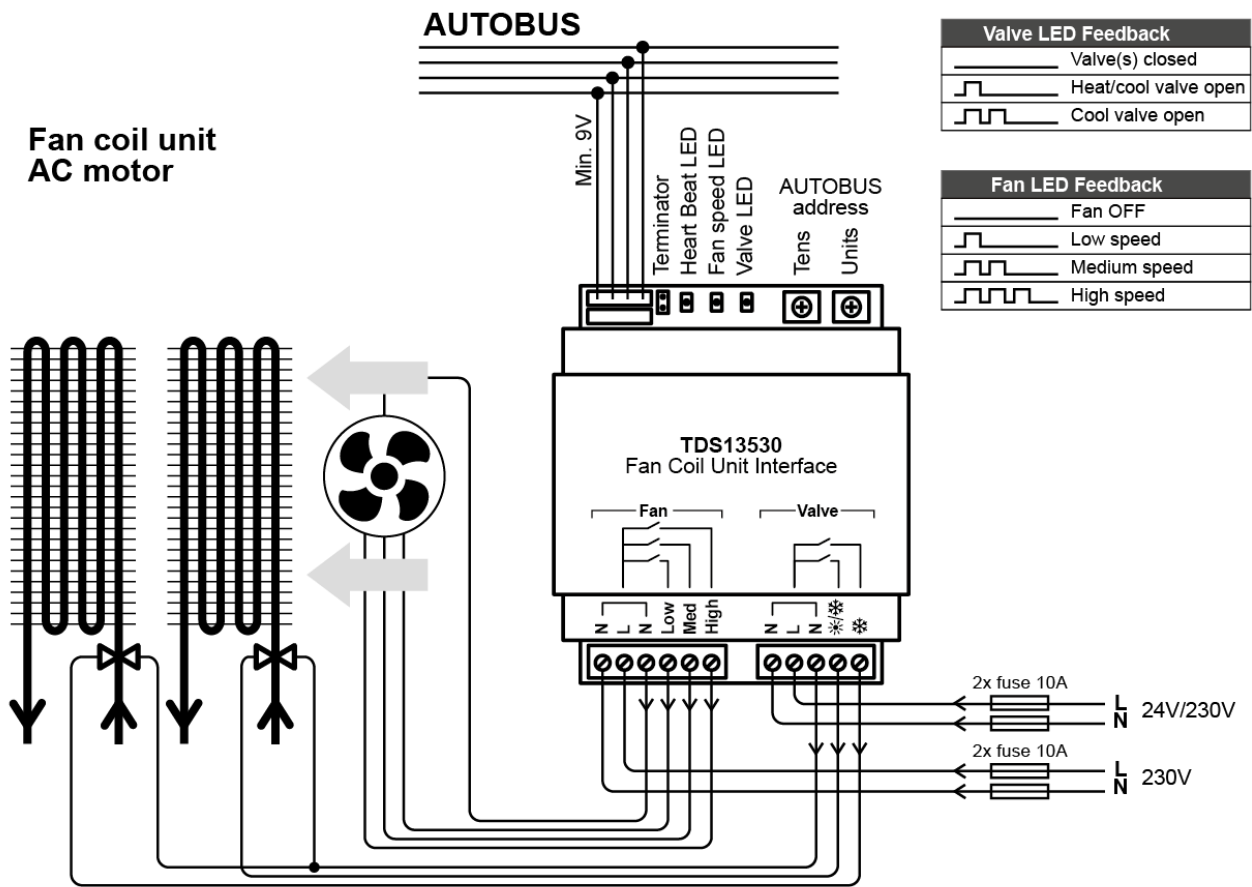 AUTOBUS
Fan coil unit
AC motor
Valve LED Feedback
Valve(s) closed
Heat/cool valve open
Cool valve open
Fan LED Feedback
Fan OFF
Low speed
Medium speed
High speed
Min. 9V
Terminator
Heart Beat LED
Fan speed LED
Valve LED
AUTOBUS
address
Tens
Units
TDS13530
Fan Coil Unit Interface
Fan
Valve
N
L
N
Low
Med
High
N
L
N
/
2x fuse 10A
L
N
24V/230V
2x fuse 10A
L
N
230V